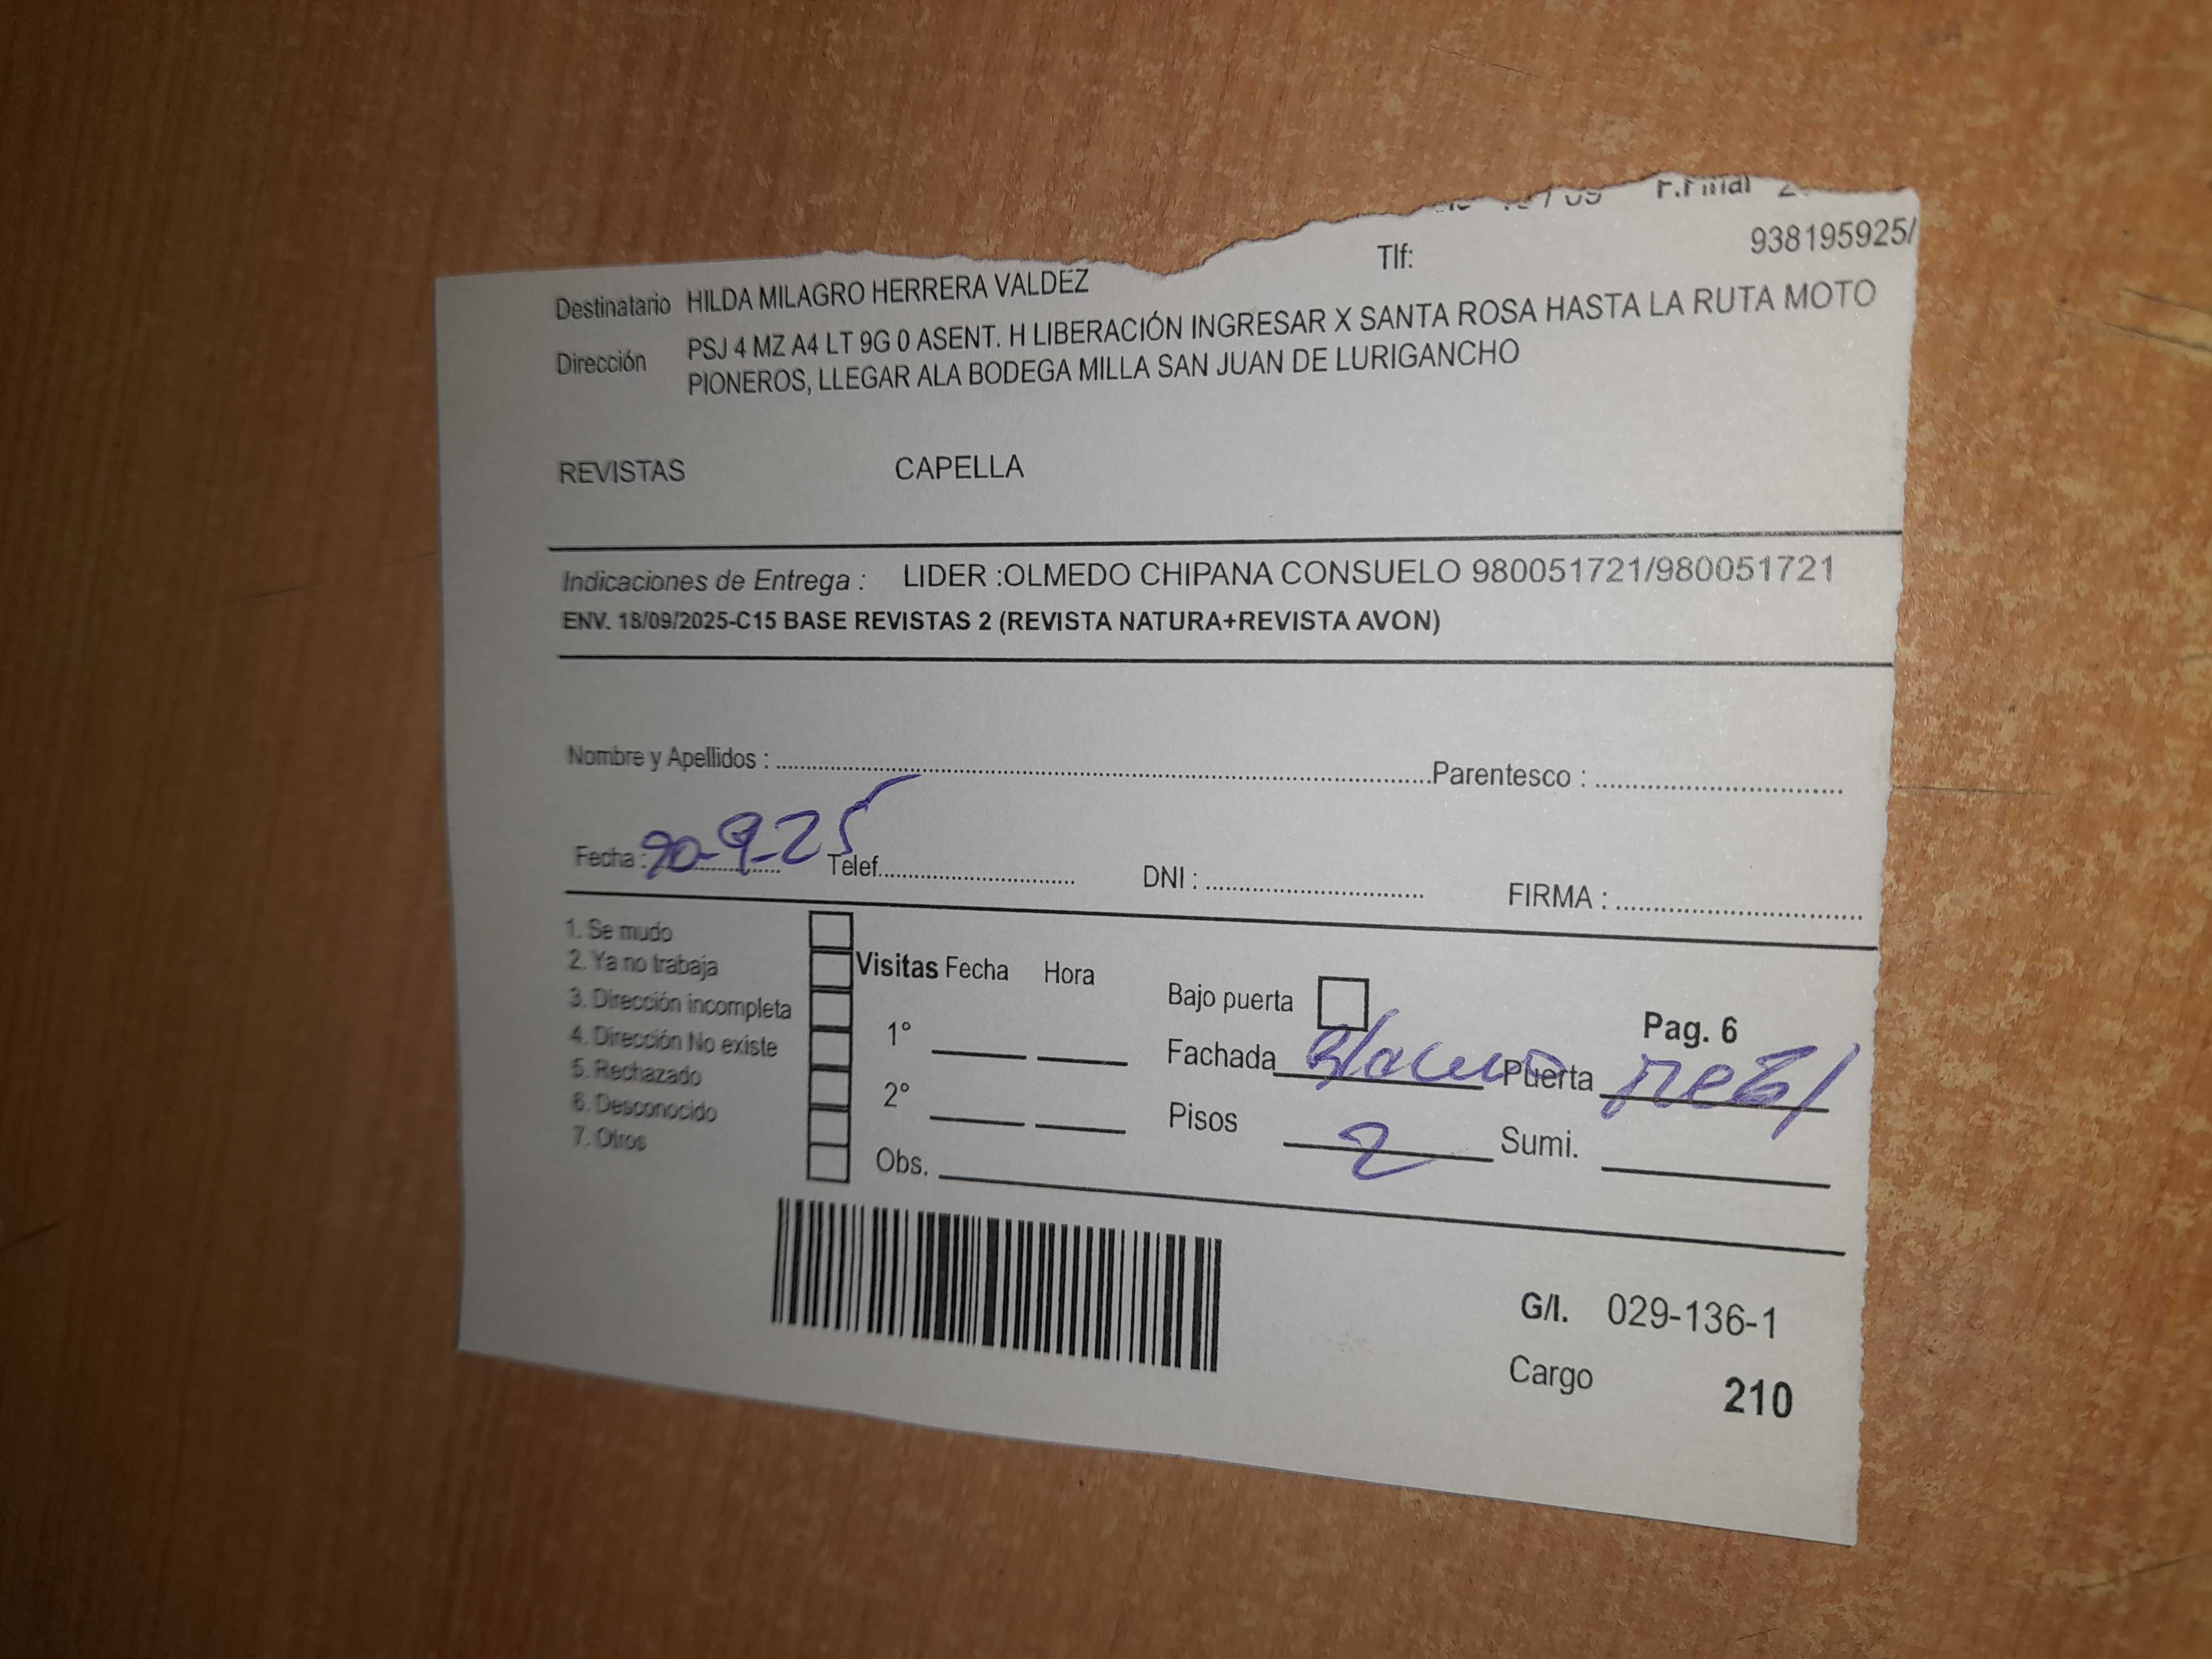 F.Final
Tlf: 938195925/
Destinatario HILDA MILAGRO HERRERA VALDEZ
Dirección PSJ 4 MZ A4 LT 9G 0 ASENT. H LIBERACIÓN INGRESAR X SANTA ROSA HASTA LA RUTA MOTO
PIONEROS, LLEGAR ALA BODEGA MILLA SAN JUAN DE LURIGANCHO
REVISTAS CAPELLA
Indicaciones de Entrega : LIDER :OLMEDO CHIPANA CONSUELO 980051721/980051721
ENV. 18/09/2025-C15 BASE REVISTAS 2 (REVISTA NATURA+REVISTA AVON)
Nombre y Apellidos : Parentesco :
Fecha : 20-9-25 Telef. DNI : FIRMA :
1. Se mudo
2. Ya no trabaja
3. Dirección incompleta
4. Dirección No existe
5. Rechazado
6. Desconocido
7. Otros
Visitas Fecha Hora
1°
2°
Obs.
Bajo puerta
Pag. 6
Fachada Blanco Puerta metal
Pisos 2 Sumi.
G/I. 029-136-1
Cargo 210